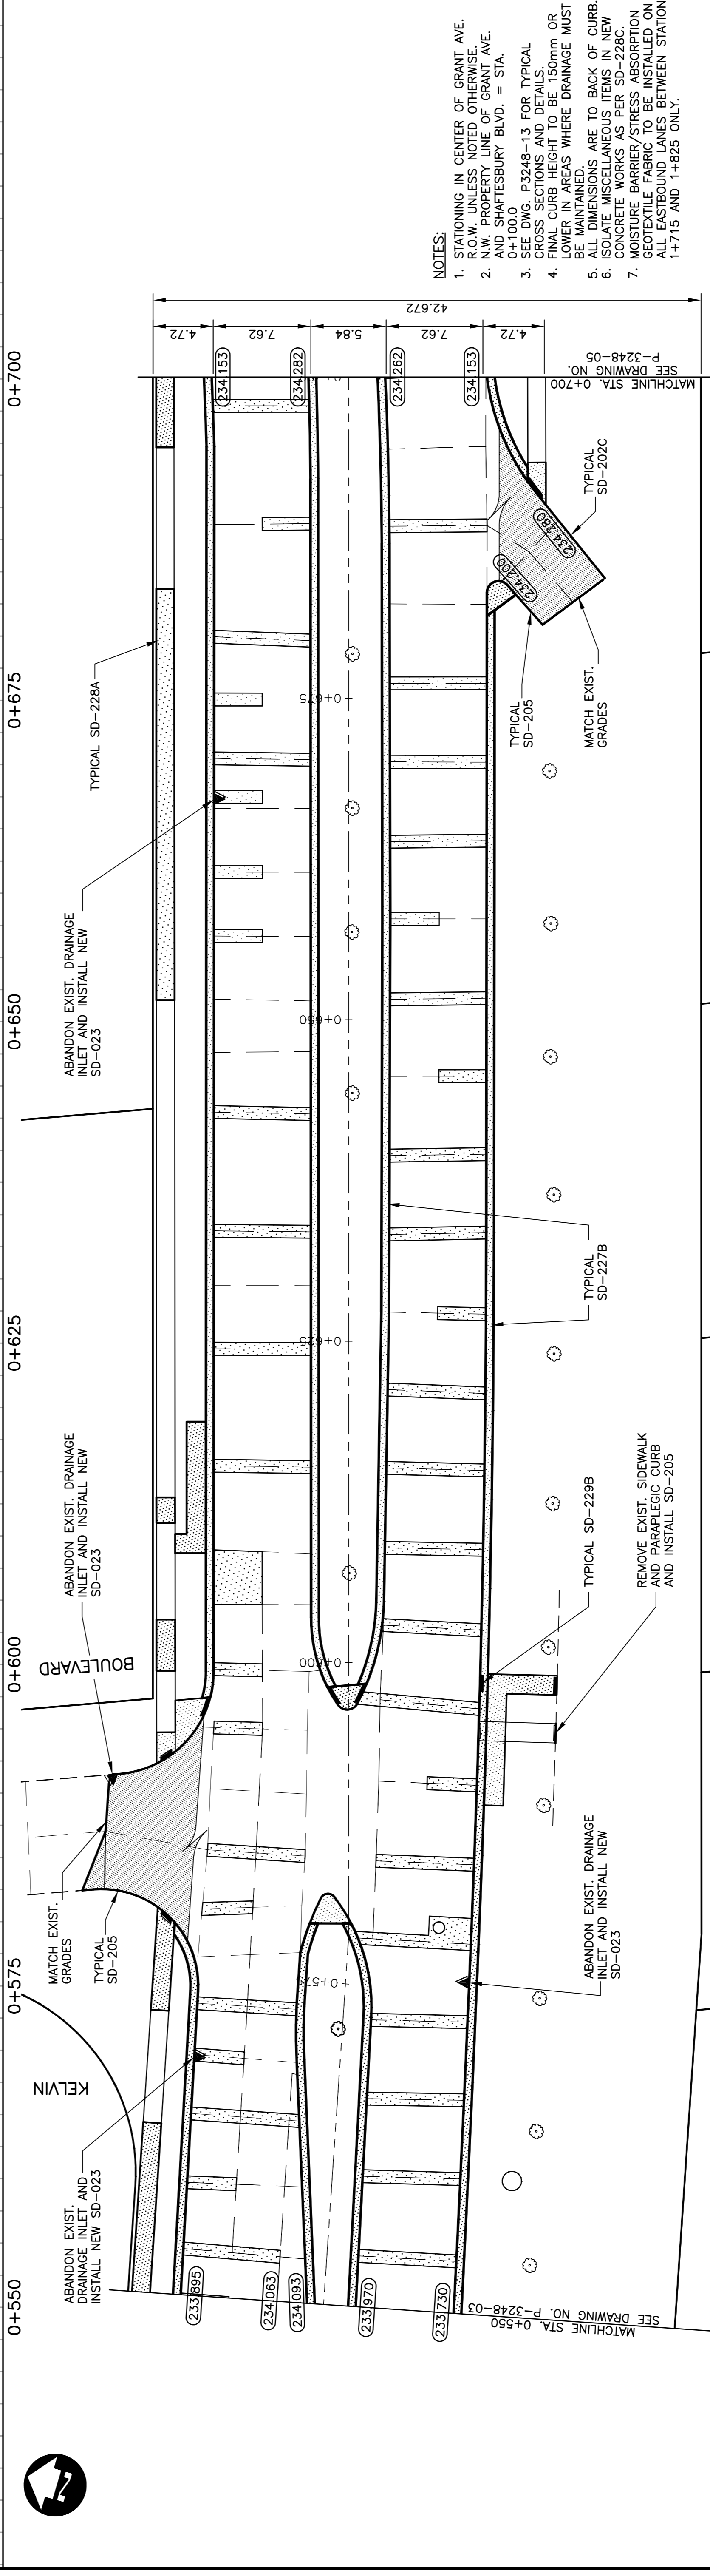 0+550
0+575
0+600
0+625
0+650
0+675
0+700
ABANDON EXIST.
DRAINAGE INLET AND
INSTALL NEW SD-023
KELVIN
MATCH EXIST.
GRADES
TYPICAL
SD-205
BOULEVARD
ABANDON EXIST. DRAINAGE
INLET AND INSTALL NEW
SD-023
ABANDON EXIST. DRAINAGE
INLET AND INSTALL NEW
SD-023
TYPICAL SD-228A
233.895
234.063
234.093
233.970
233.730
MATCHLINE STA. 0+550
SEE DRAWING NO. P-3248-03
0+575
0+600
0+625
0+650
0+675
234.153
234.282
234.262
234.153
4.72
7.62
5.84
7.62
4.72
42.672
MATCHLINE STA. 0+700
SEE DRAWING NO.
P-3248-05
ABANDON EXIST. DRAINAGE
INLET AND INSTALL NEW
SD-023
REMOVE EXIST. SIDEWALK
AND PARAPLEGIC CURB
AND INSTALL SD-205
TYPICAL SD-229B
TYPICAL
SD-227B
TYPICAL
SD-205
MATCH EXIST.
GRADES
234.200
234.280
TYPICAL
SD-202C
NOTES:
1. STATIONING IN CENTER OF GRANT AVE.
R.O.W. UNLESS NOTED OTHERWISE.
2. N.W. PROPERTY LINE OF GRANT AVE.
AND SHAFTESBURY BLVD. = STA.
0+100.0
3. SEE DWG. P3248-13 FOR TYPICAL
CROSS SECTIONS AND DETAILS.
4. FINAL CURB HEIGHT TO BE 150mm OR
LOWER IN AREAS WHERE DRAINAGE MUST
BE MAINTAINED.
5. ALL DIMENSIONS ARE TO BACK OF CURB.
6. ISOLATE MISCELLANEOUS ITEMS IN NEW
CONCRETE WORKS AS PER SD-228C.
7. MOISTURE BARRIER/STRESS ABSORPTION
GEOTEXTILE FABRIC TO BE INSTALLED ON
ALL EASTBOUND LANES BETWEEN STATION
1+715 AND 1+825 ONLY.